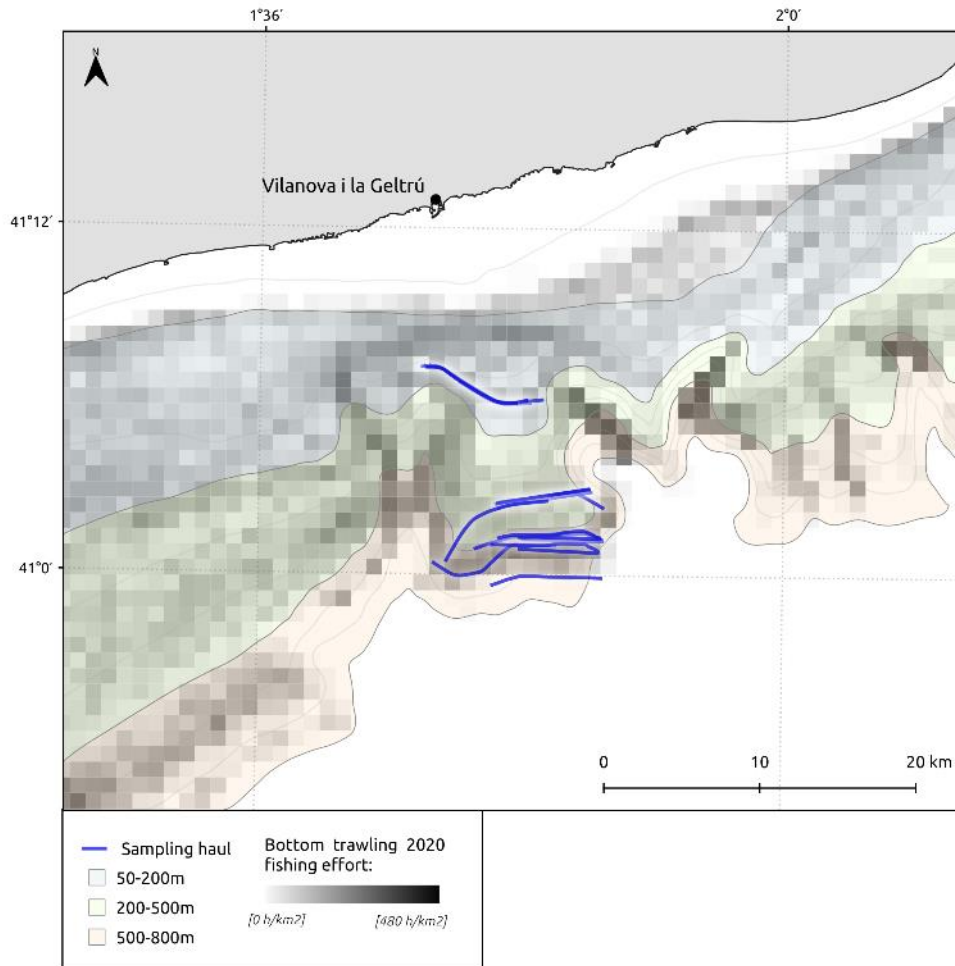 1°36′ 2°0′
N
Vilanova i la Geltrú
41°12′
41°0′
0 10 20 km
Sampling haul
50-200m
200-500m
500-800m
Bottom trawling 2020
fishing effort:
[0 h/km2] [480 h/km2]